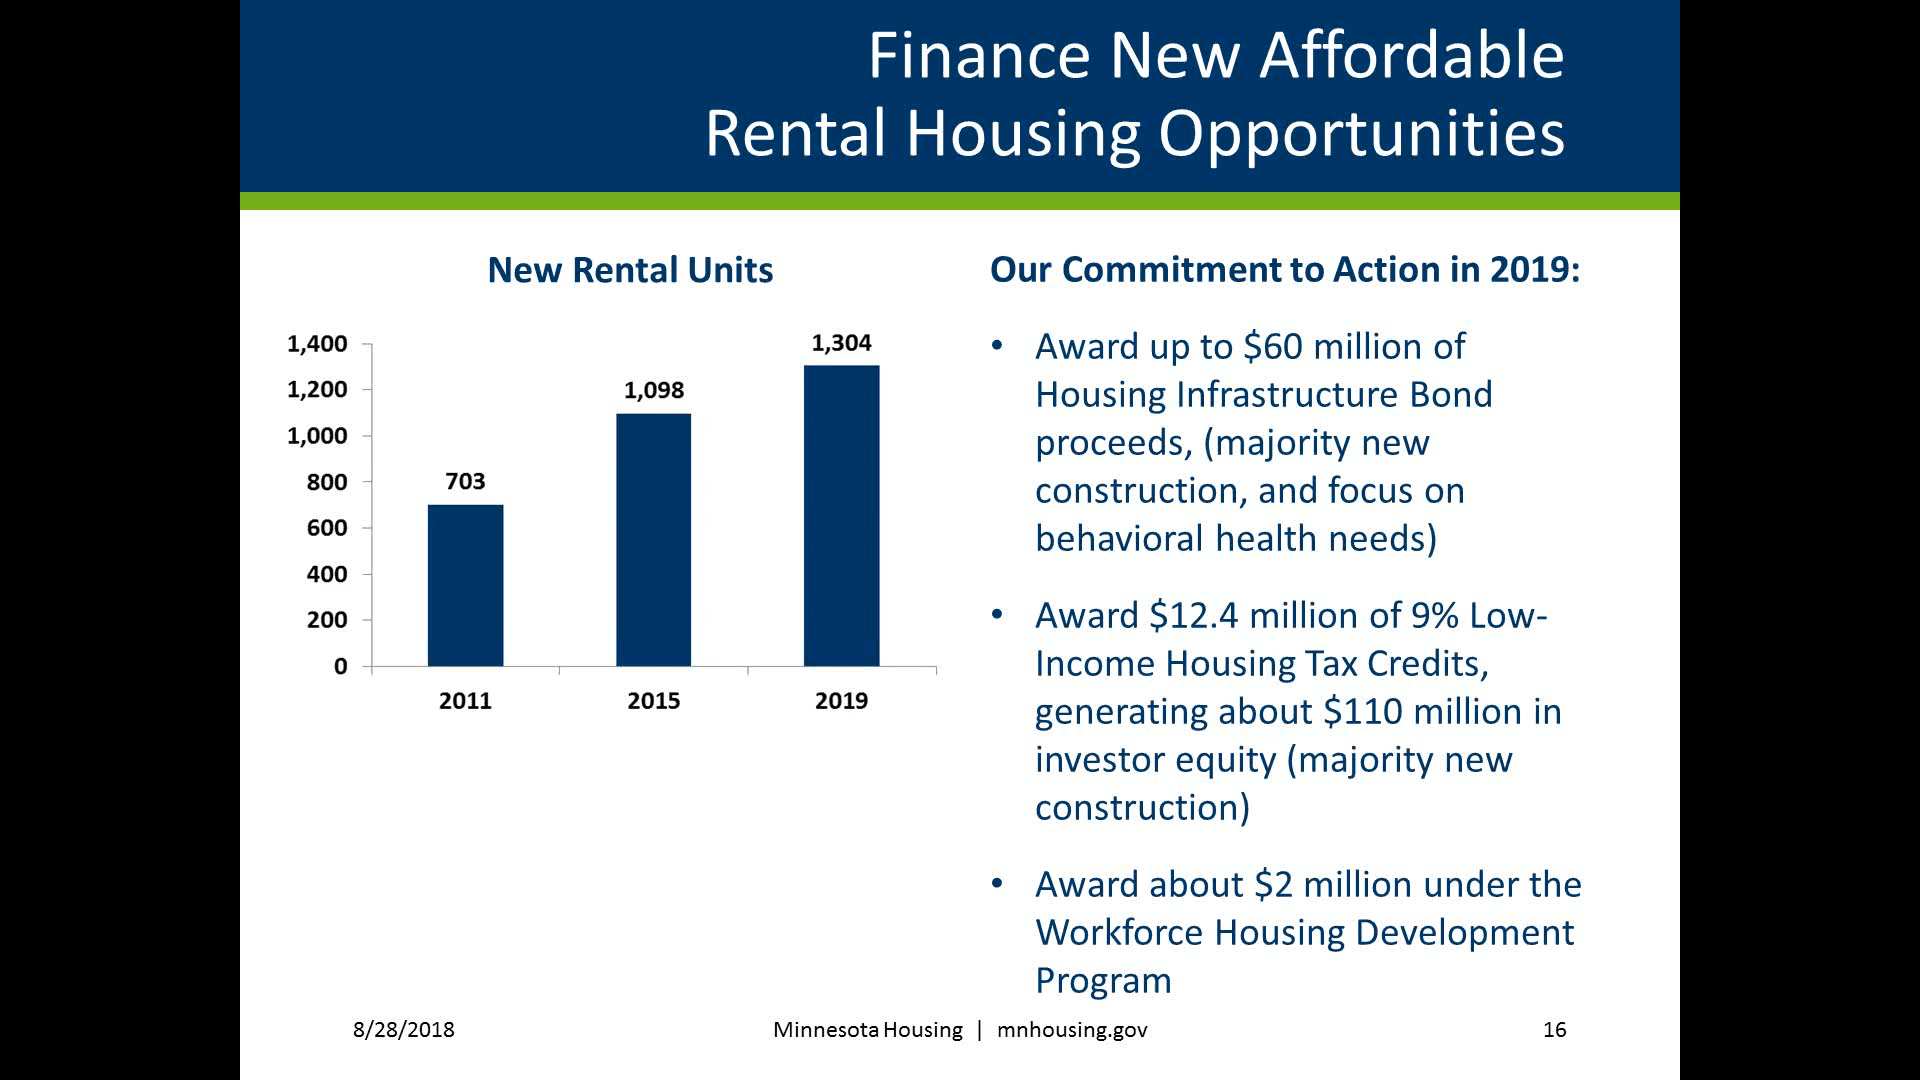 Finance New Affordable
Rental Housing Opportunities
New Rental Units
1,400
1,200
1,000
800
600
400
200
0
703
1,098
1,304
2011
2015
2019
Our Commitment to Action in 2019:
• Award up to $60 million of
Housing Infrastructure Bond
proceeds, (majority new
construction, and focus on
behavioral health needs)
• Award $12.4 million of 9% Low-
Income Housing Tax Credits,
generating about $110 million in
investor equity (majority new
construction)
• Award about $2 million under the
Workforce Housing Development
Program
8/28/2018
Minnesota Housing | mnhousing.gov
16